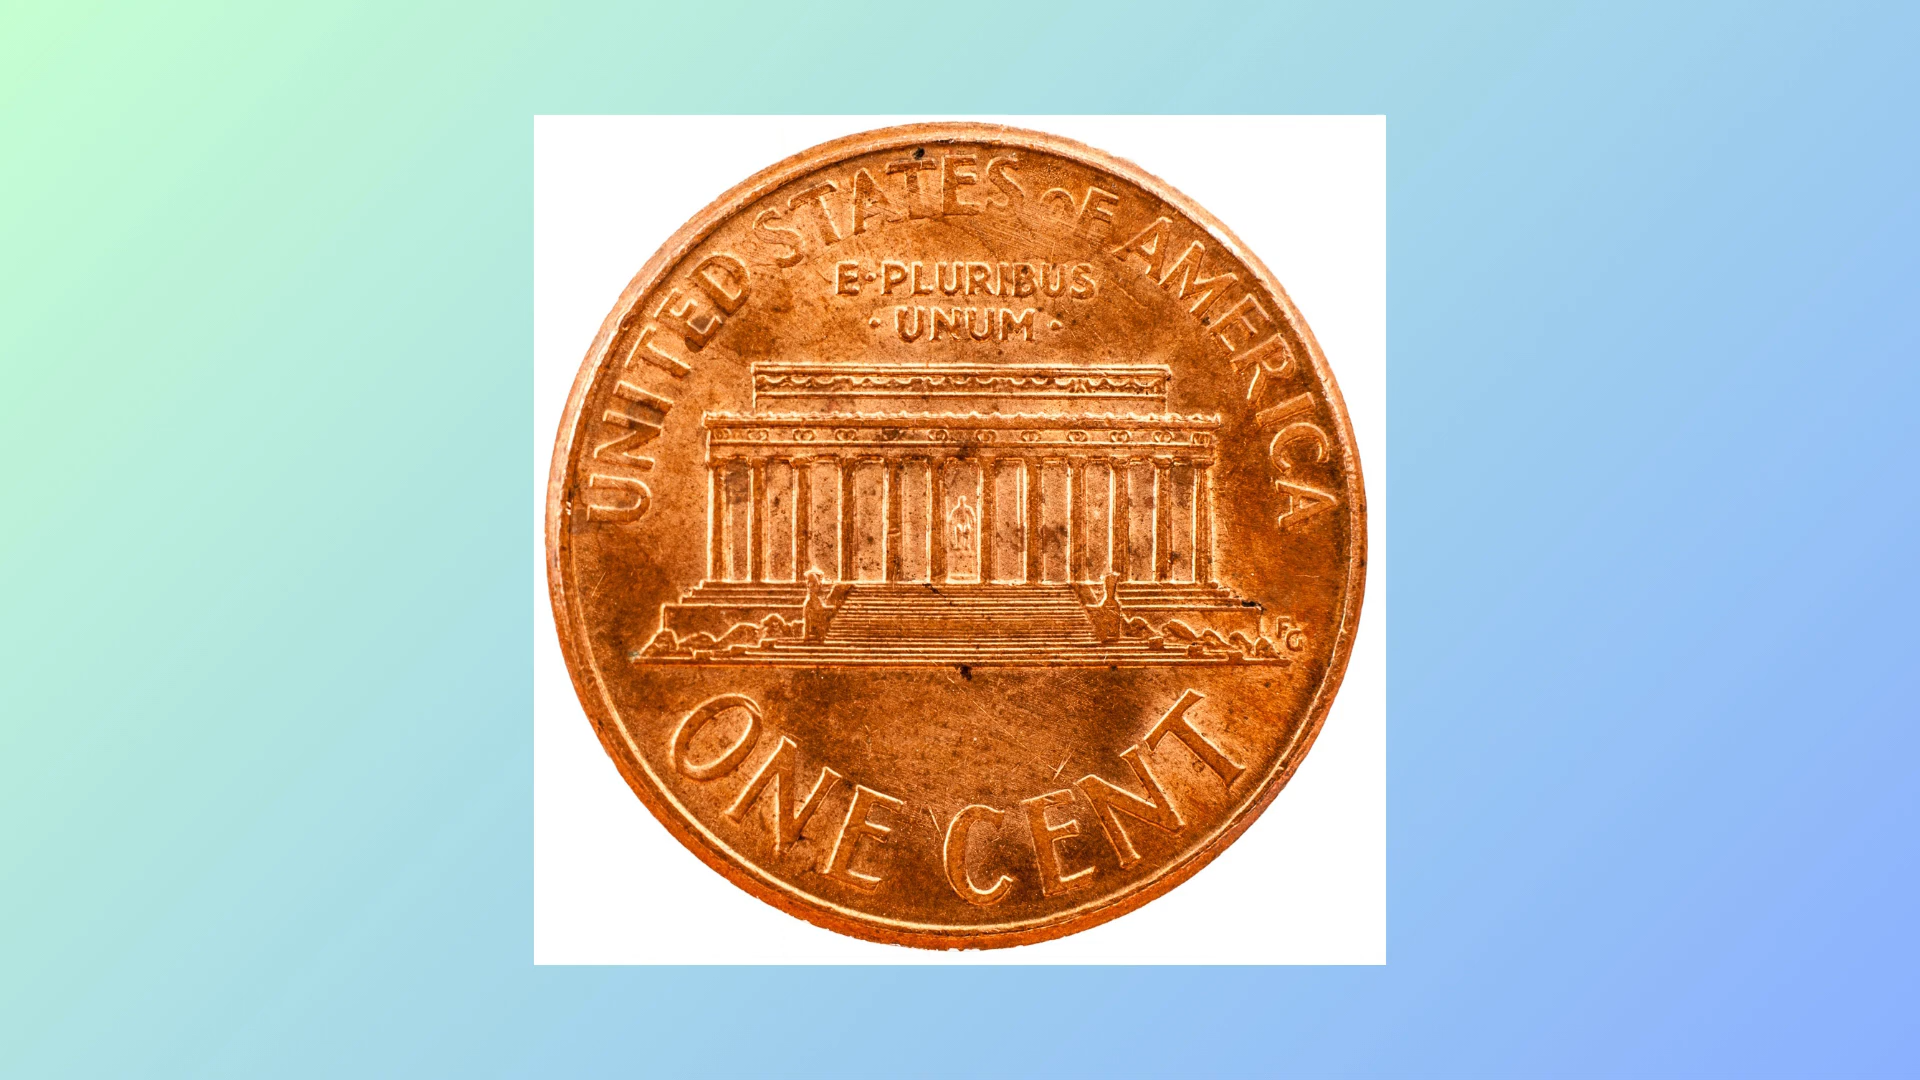 UNITED STATES OF AMERICA
E·PLURIBUS
·UNUM·
FG
ONE CENT